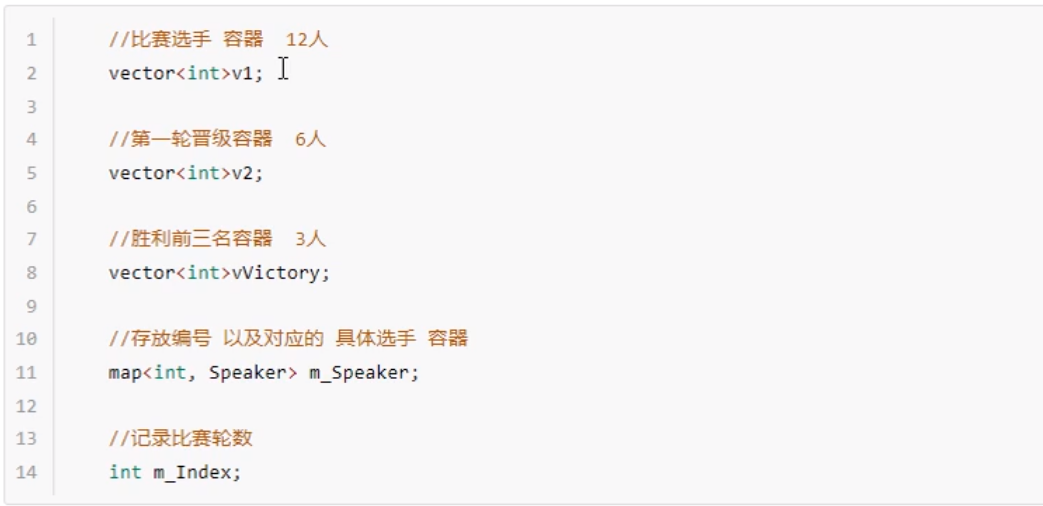 1 //比赛选手 容器  12人
2 vector<int>v1;
3
4 //第一轮晋级容器  6人
5 vector<int>v2;
6
7 //胜利前三名容器  3人
8 vector<int>vVictory;
9
10 //存放编号 以及对应的 具体选手 容器
11 map<int, Speaker> m_Speaker;
12
13 //记录比赛轮数
14 int m_Index;